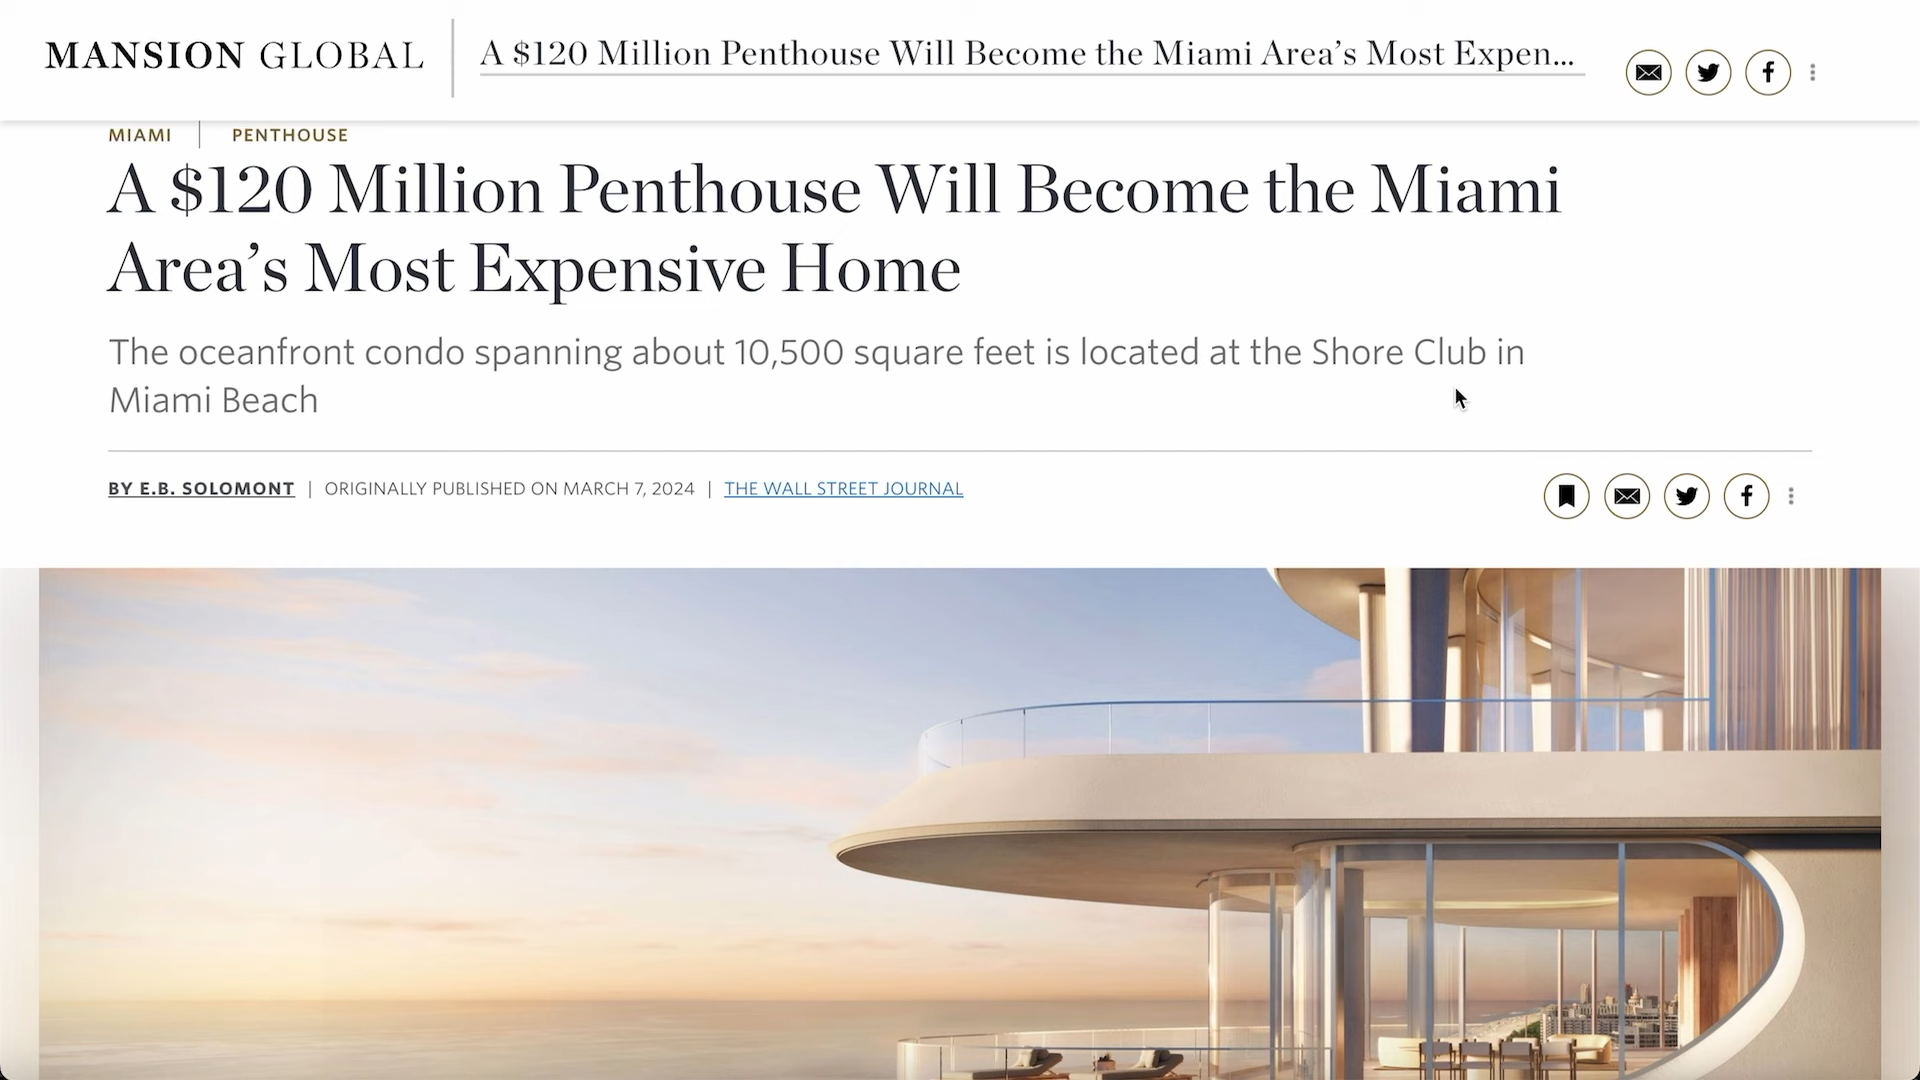 MANSION GLOBAL
A $120 Million Penthouse Will Become the Miami Area’s Most Expen...
MIAMI
PENTHOUSE
A $120 Million Penthouse Will Become the Miami
Area’s Most Expensive Home
The oceanfront condo spanning about 10,500 square feet is located at the Shore Club in
Miami Beach
BY E.B. SOLOMONT | ORIGINALLY PUBLISHED ON MARCH 7, 2024 | THE WALL STREET JOURNAL